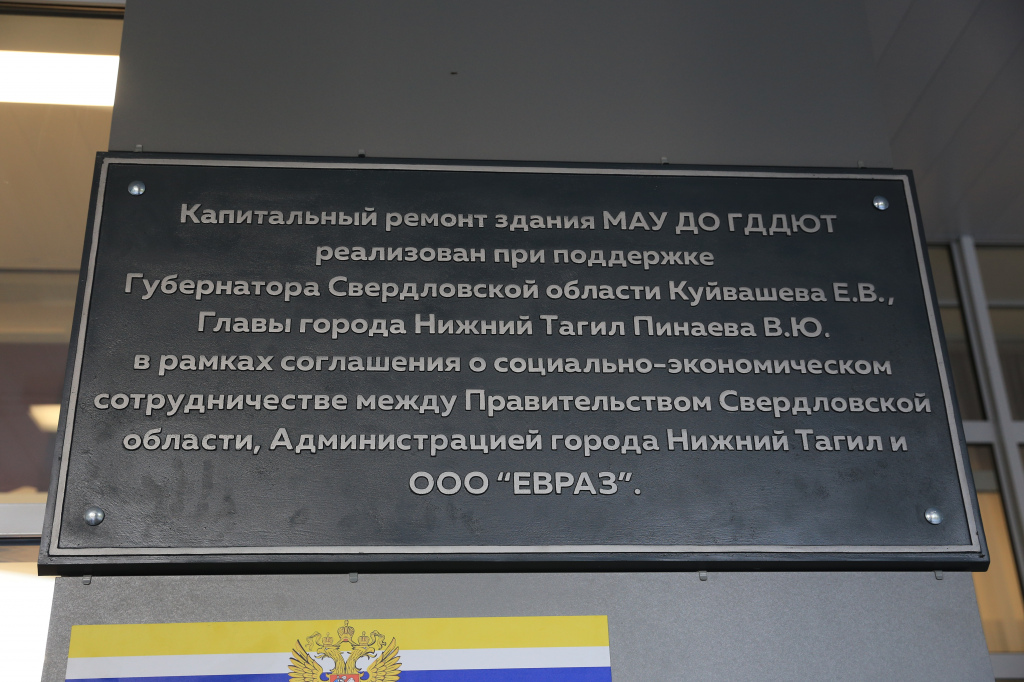 Капитальный ремонт здания МАУ ДО ГДДЮТ
реализован при поддержке
Губернатора Свердловской области Куйвашева Е.В.,
Главы города Нижний Тагил Пинаева В.Ю.
в рамках соглашения о социально-экономическом
сотрудничестве между Правительством Свердловской
области, Администрацией города Нижний Тагил и
ООО “ЕВРАЗ”.